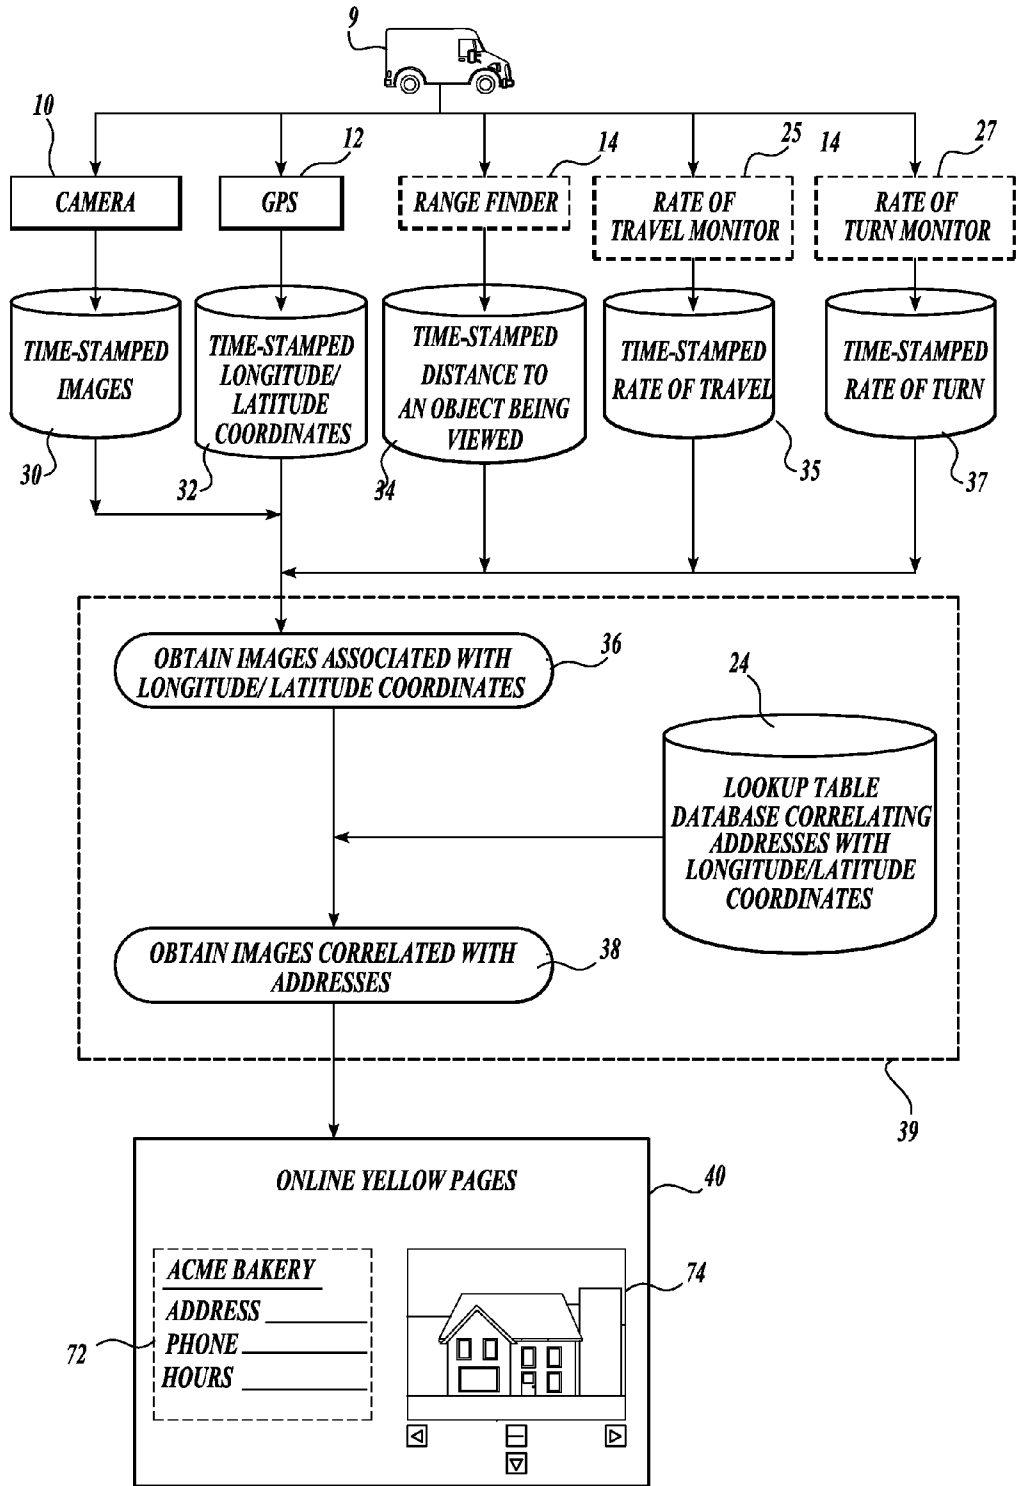 9
10
12
14
25
14
27
CAMERA
GPS
RANGE FINDER
RATE OF
TRAVEL MONITOR
RATE OF
TURN MONITOR
TIME-STAMPED
IMAGES
TIME-STAMPED
LONGITUDE/
LATITUDE
COORDINATES
TIME-STAMPED
DISTANCE TO
AN OBJECT BEING
VIEWED
TIME-STAMPED
RATE OF TRAVEL
TIME-STAMPED
RATE OF TURN
30
32
34
35
37
OBTAIN IMAGES ASSOCIATED WITH
LONGITUDE/ LATITUDE COORDINATES
36
24
LOOKUP TABLE
DATABASE CORRELATING
ADDRESSES WITH
LONGITUDE/LATITUDE
COORDINATES
OBTAIN IMAGES CORRELATED WITH
ADDRESSES
38
39
ONLINE YELLOW PAGES
40
ACME BAKERY
ADDRESS
PHONE
HOURS
72
74